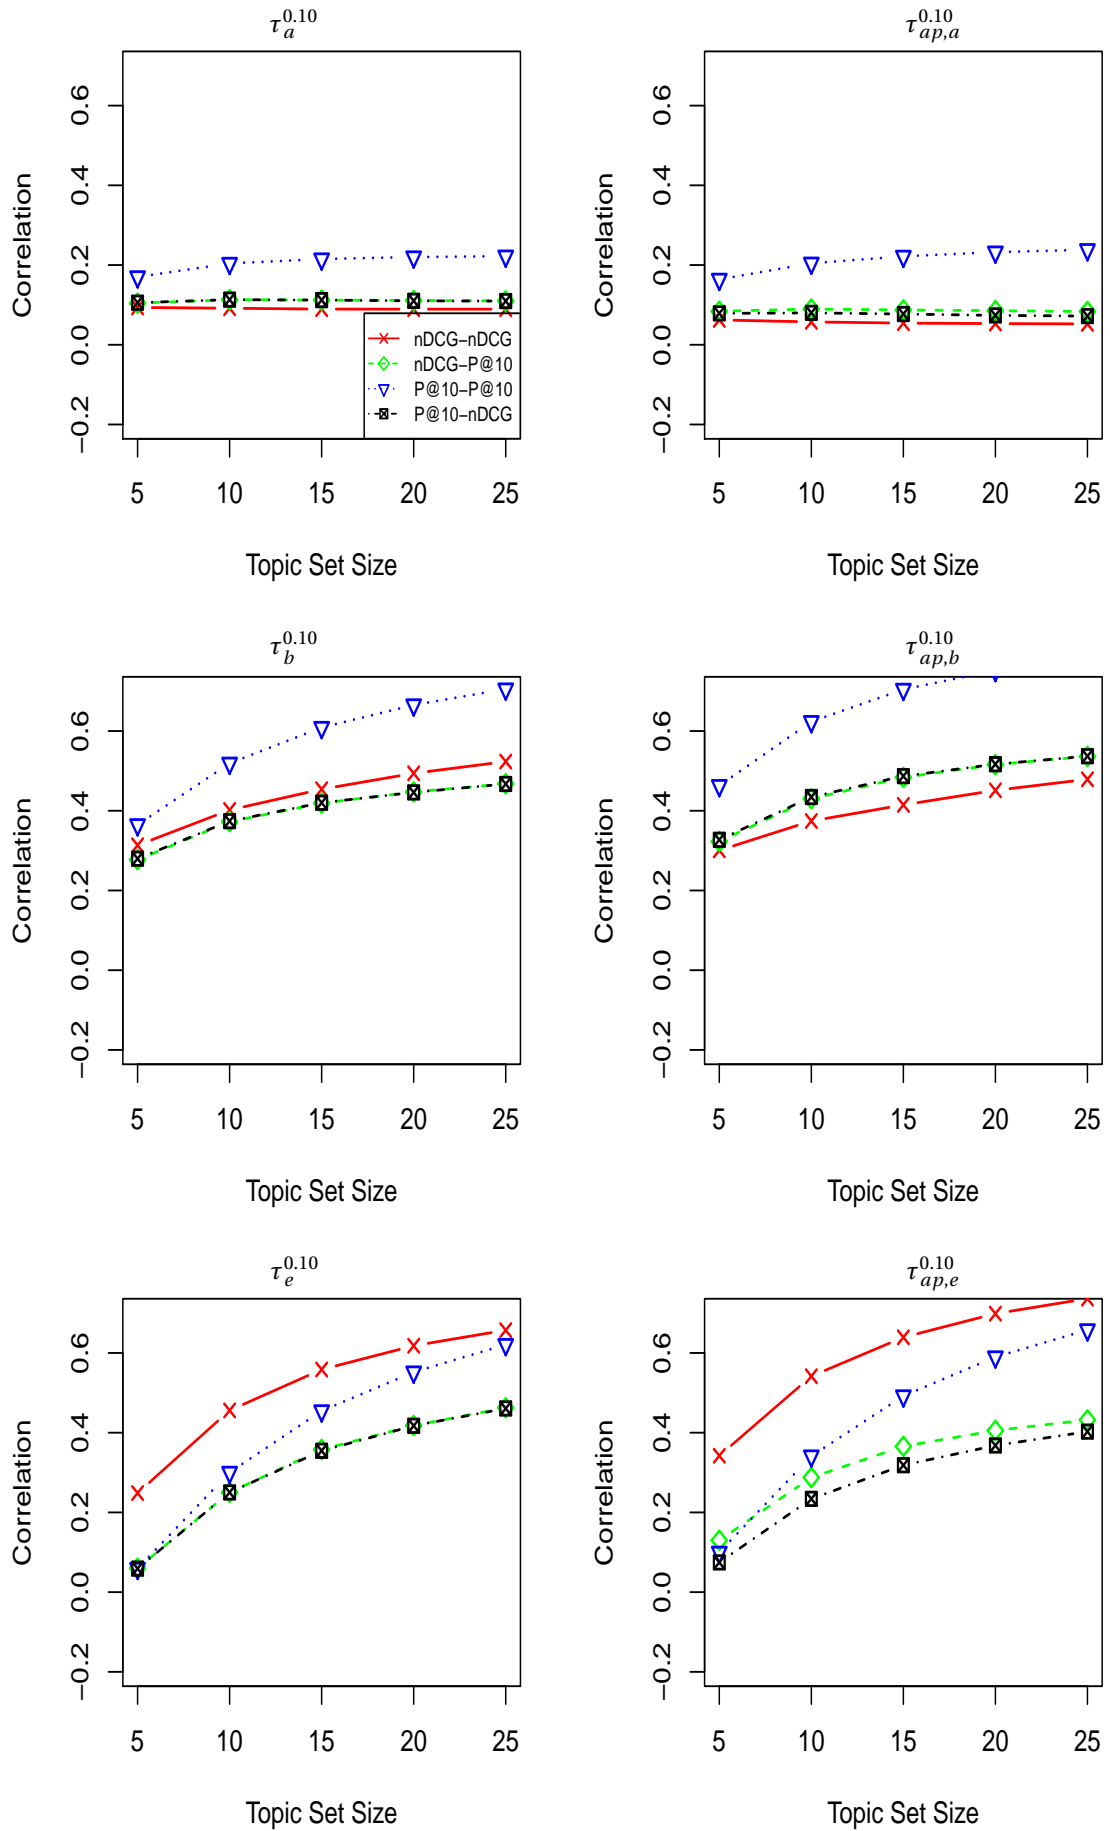 τ_a^0.10
τ_ap,a^0.10
Correlation
0.6
0.4
0.2
0.0
−0.2
nDCG−nDCG
nDCG−P@10
P@10−P@10
P@10−nDCG
5 10 15 20 25
Topic Set Size
Correlation
0.6
0.4
0.2
0.0
−0.2
5 10 15 20 25
Topic Set Size
τ_b^0.10
τ_ap,b^0.10
Correlation
0.6
0.4
0.2
0.0
−0.2
5 10 15 20 25
Topic Set Size
Correlation
0.6
0.4
0.2
0.0
−0.2
5 10 15 20 25
Topic Set Size
τ_e^0.10
τ_ap,e^0.10
Correlation
0.6
0.4
0.2
0.0
−0.2
5 10 15 20 25
Topic Set Size
Correlation
0.6
0.4
0.2
0.0
−0.2
5 10 15 20 25
Topic Set Size